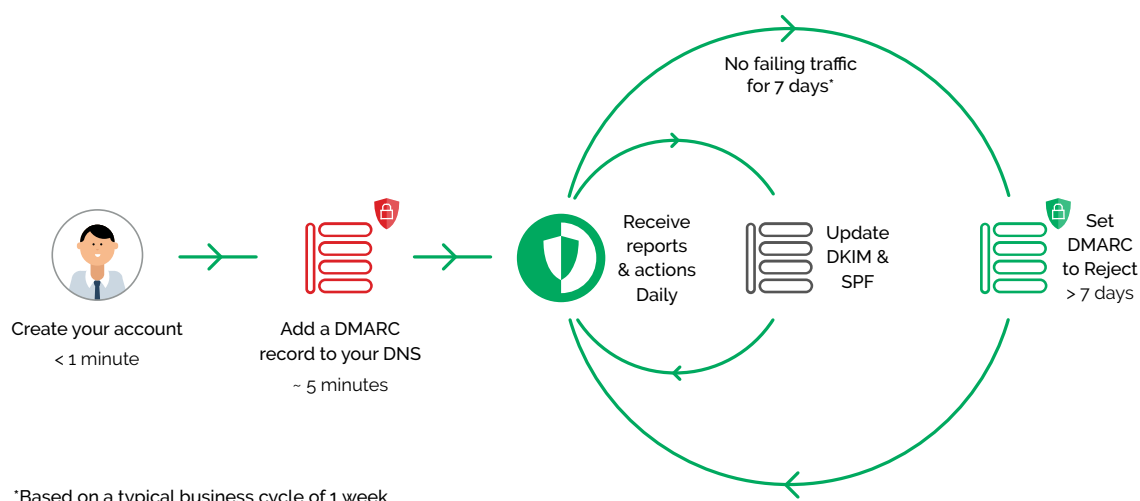 No failing traffic
for 7 days*
Create your account
< 1 minute
Add a DMARC
record to your DNS
~ 5 minutes
Receive
reports
& actions
Daily
Update
DKIM &
SPF
Set
DMARC
to Reject
> 7 days
*Based on a typical business cycle of 1 week